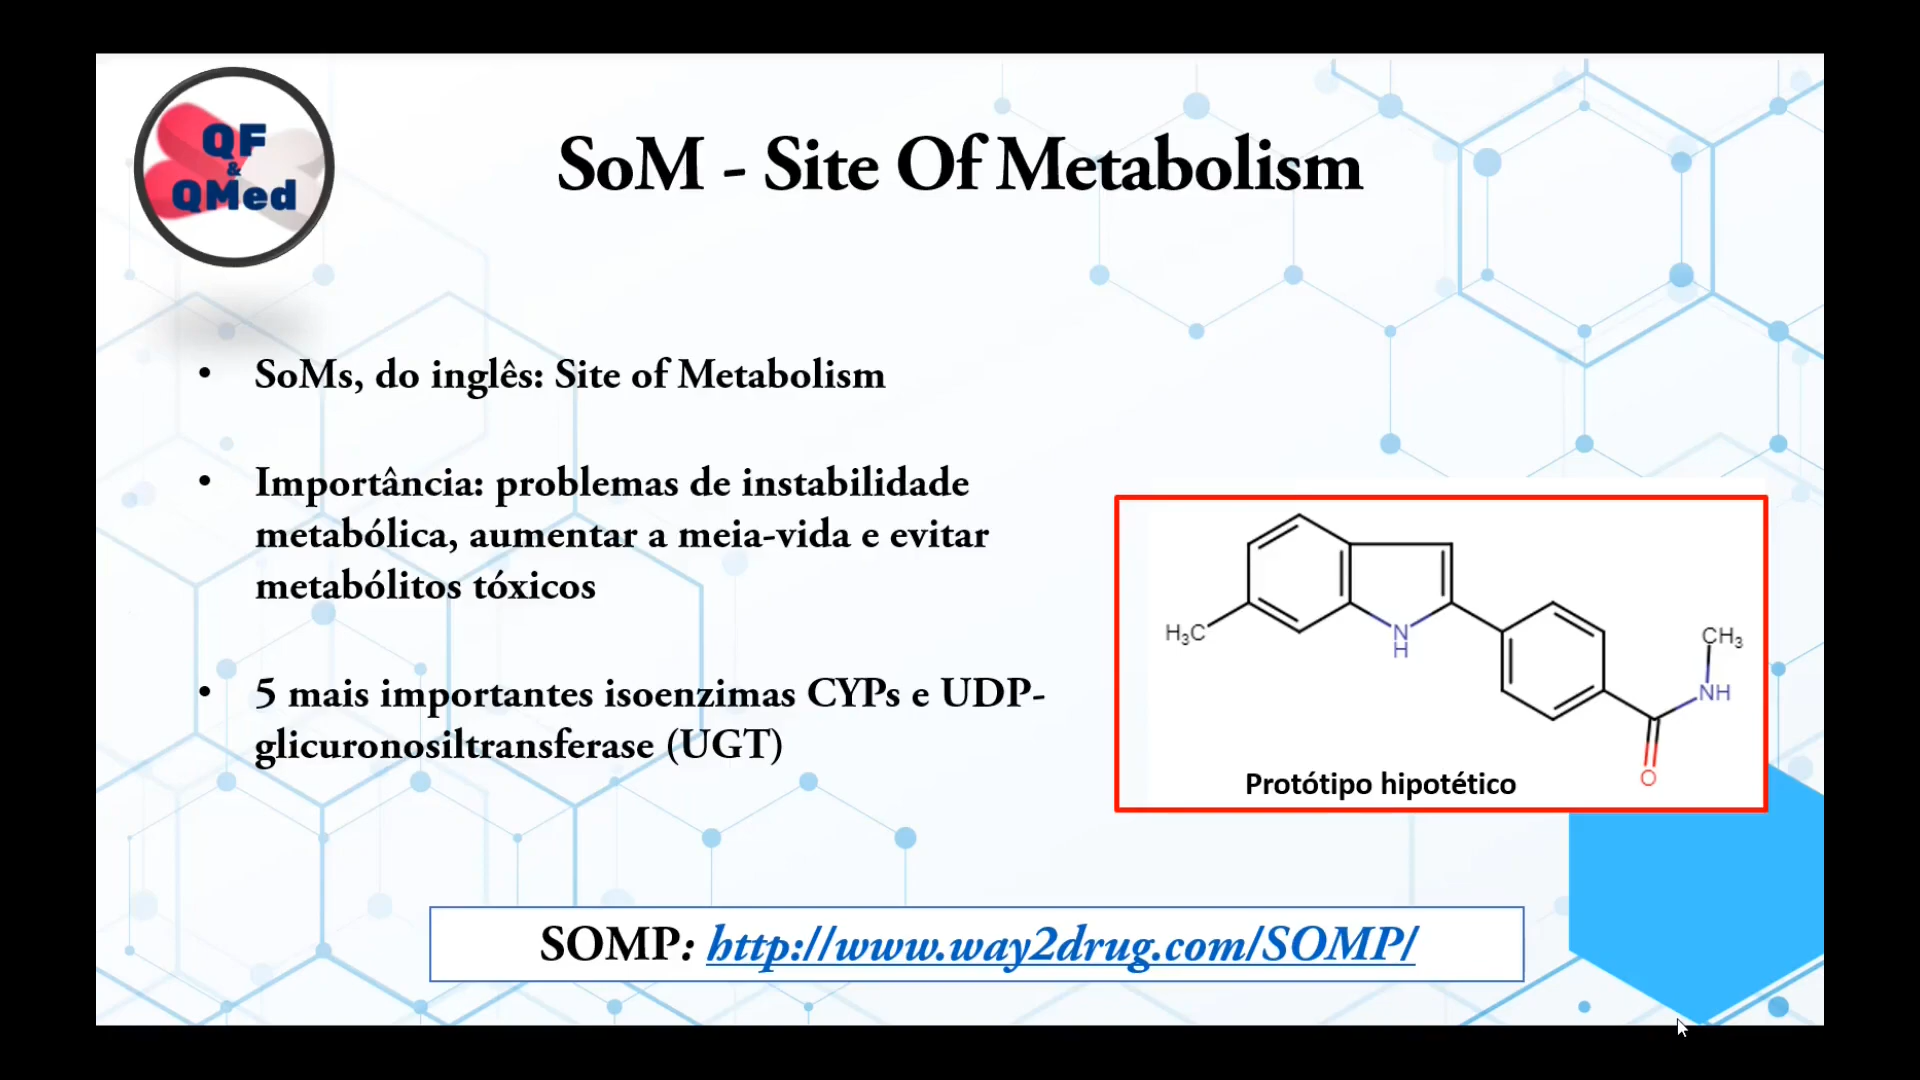 QF
&
QMed
SoM - Site Of Metabolism
• SoMs, do inglês: Site of Metabolism
• Importância: problemas de instabilidade
metabólica, aumentar a meia-vida e evitar
metabólitos tóxicos
• 5 mais importantes isoenzimas CYPs e UDP-
glicuronosiltransferase (UGT)
H₃C
N
H
CH₃
NH
O
Protótipo hipotético
SOMP: http://www.way2drug.com/SOMP/